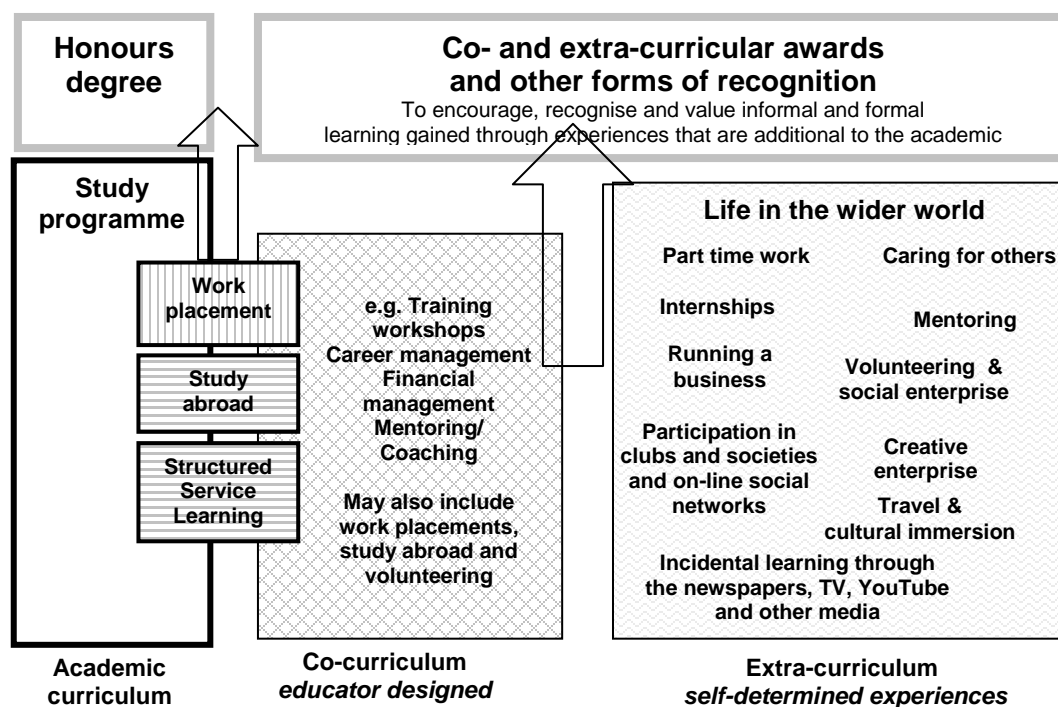 Honours
degree
Co- and extra-curricular awards
and other forms of recognition
To encourage, recognise and value informal and formal
learning gained through experiences that are additional to the academic
Study
programme
Work
placement
Study
abroad
Structured
Service
Learning
e.g. Training
workshops
Career management
Financial
management
Mentoring/
Coaching
May also include
work placements,
study abroad and
volunteering
Life in the wider world
Part time work
Caring for others
Internships
Mentoring
Running a
business
Volunteering &
social enterprise
Participation in
clubs and societies
and on-line social
networks
Creative
enterprise
Travel &
cultural immersion
Incidental learning through
the newspapers, TV, YouTube
and other media
Academic
curriculum
Co-curriculum
educator designed
Extra-curriculum
self-determined experiences